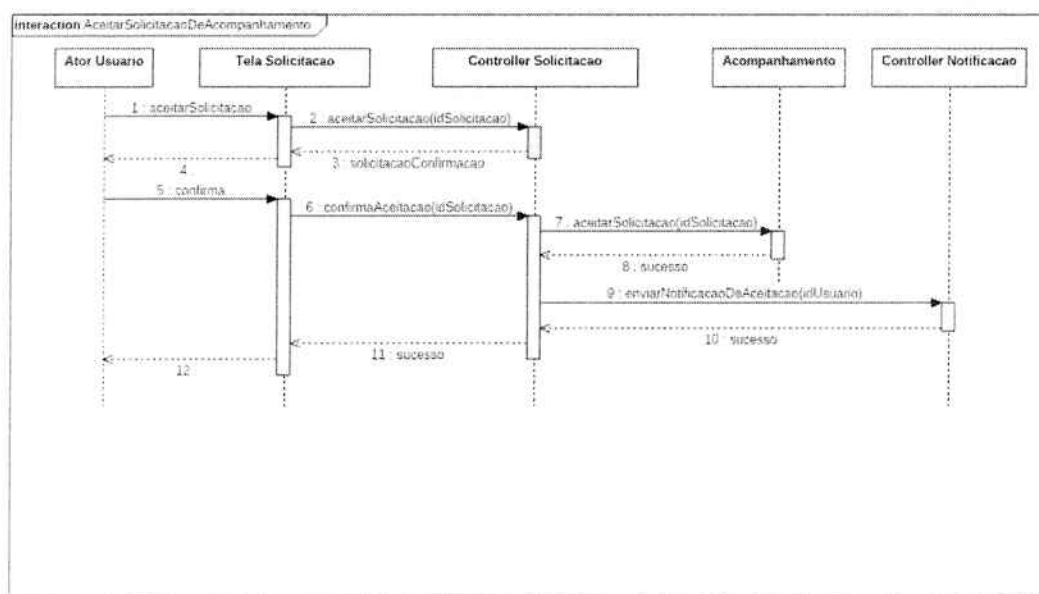 interaction AceitarSolicitacaoDeAcompanhamento
Ator Usuario
Tela Solicitacao
Controller Solicitacao
Acompanhamento
Controller Notificacao
1 : aceitarSolicitacao
2 : aceitarSolicitacao(idSolicitacao)
3 : solicitacaoConfirmacao
4
5 : confirma
6 : confirmaAceitacao(idSolicitacao)
7 : aceitarSolicitacao(idSolicitacao)
8 : sucesso
9 : enviarNotificacaoDeAceitacao(idUsuario)
10 : sucesso
11 : sucesso
12